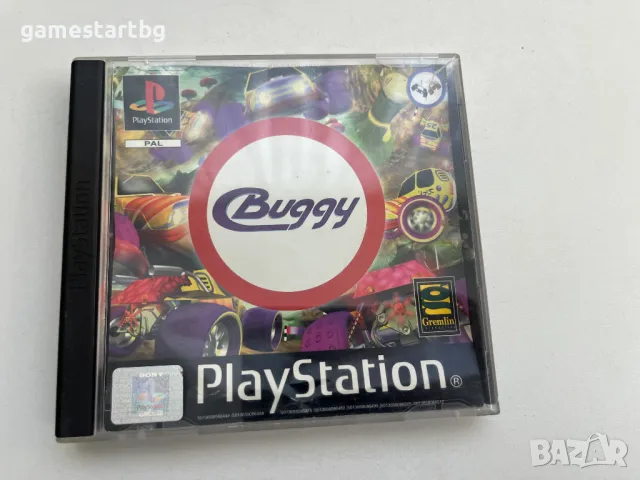 gamestartbg
PlayStation
PAL
Buggy
PlayStation
Gremlin
SONY
PlayStation®
BAZAR